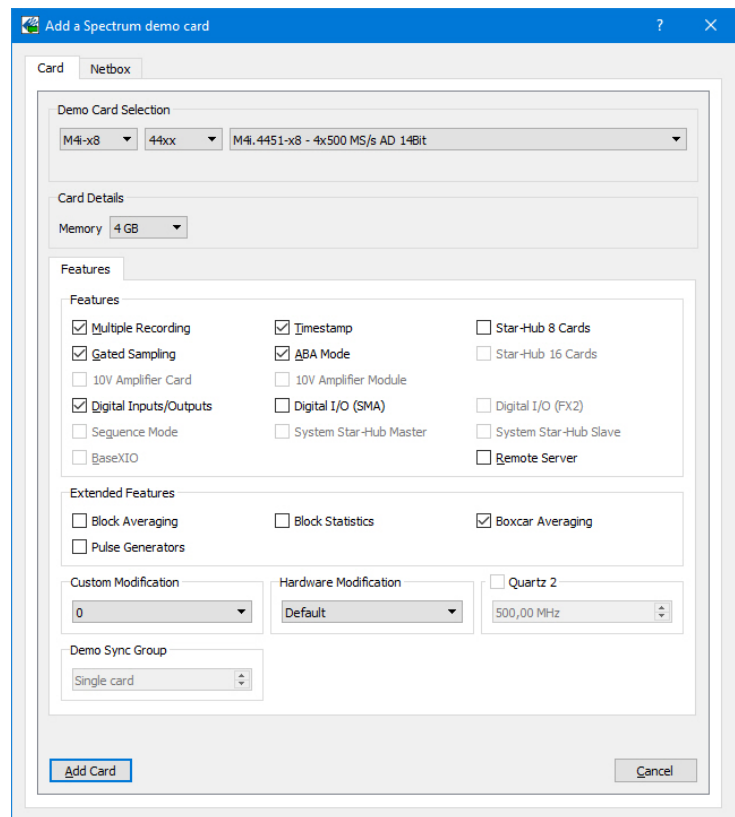 Add a Spectrum demo card ?
Card Netbox
Demo Card Selection
M4i-x8 44xx M4i.4451-x8 - 4x500 MS/s AD 14Bit
Card Details
Memory 4 GB
Features
Features
Multiple Recording Timestamp Star-Hub 8 Cards
Gated Sampling ABA Mode Star-Hub 16 Cards
10V Amplifier Card 10V Amplifier Module
Digital Inputs/Outputs Digital I/O (SMA) Digital I/O (FX2)
Sequence Mode System Star-Hub Master System Star-Hub Slave
BaseXIO Remote Server
Extended Features
Block Averaging Block Statistics Boxcar Averaging
Pulse Generators
Custom Modification Hardware Modification Quartz 2
0 Default 500,00 MHz
Demo Sync Group
Single card
Add Card Cancel